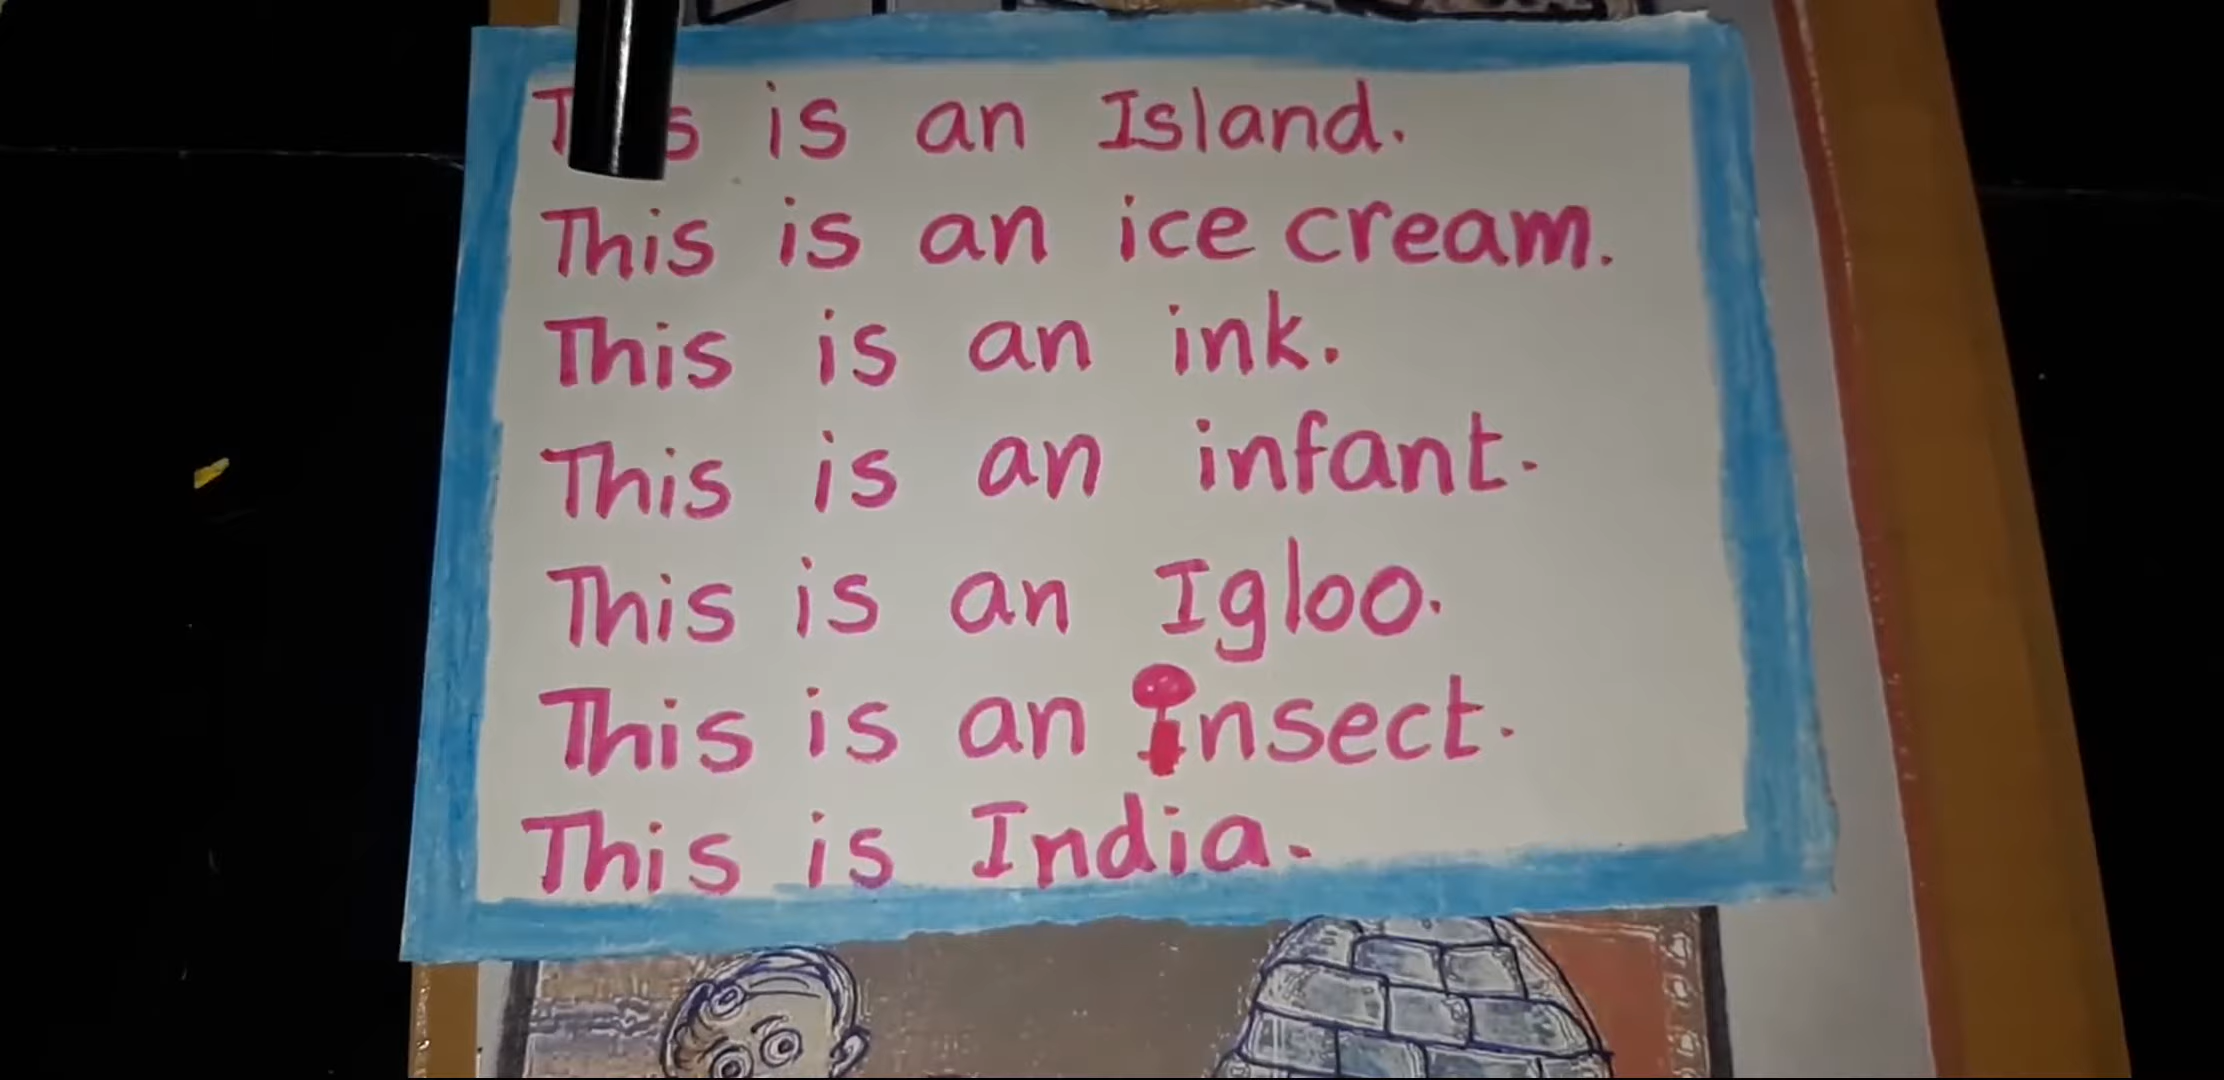 is an Island.
This is an ice cream.
This is an ink.
This is an infant.
This is an Igloo.
This is an insect.
This is India.